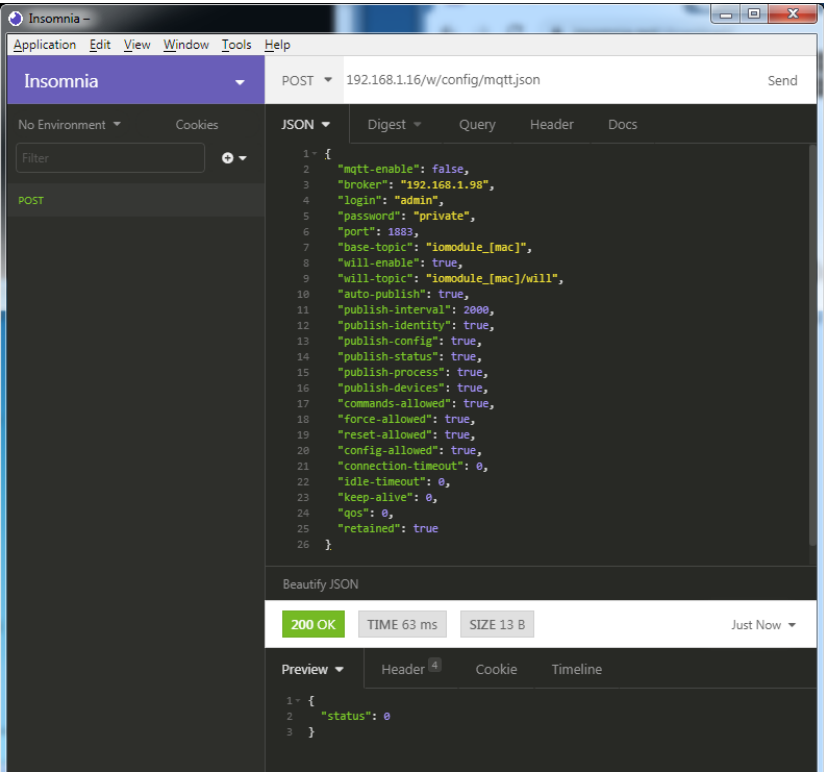 Insomnia –
Application Edit View Window Tools Help
Insomnia
POST 192.168.1.16/w/config/mqtt.json Send
No Environment Cookies
Filter
POST
JSON Digest Query Header Docs
1 {
2 "mqtt-enable": false,
3 "broker": "192.168.1.98",
4 "login": "admin",
5 "password": "private",
6 "port": 1883,
7 "base-topic": "iomodule_[mac]",
8 "will-enable": true,
9 "will-topic": "iomodule_[mac]/will",
10 "auto-publish": true,
11 "publish-interval": 2000,
12 "publish-identity": true,
13 "publish-config": true,
14 "publish-status": true,
15 "publish-process": true,
16 "publish-devices": true,
17 "commands-allowed": true,
18 "force-allowed": true,
19 "reset-allowed": true,
20 "config-allowed": true,
21 "connection-timeout": 0,
22 "idle-timeout": 0,
23 "keep-alive": 0,
24 "qos": 0,
25 "retained": true
26 }
Beautify JSON
200 OK TIME 63 ms SIZE 13 B Just Now
Preview Header 4 Cookie Timeline
1 {
2 "status": 0
3 }